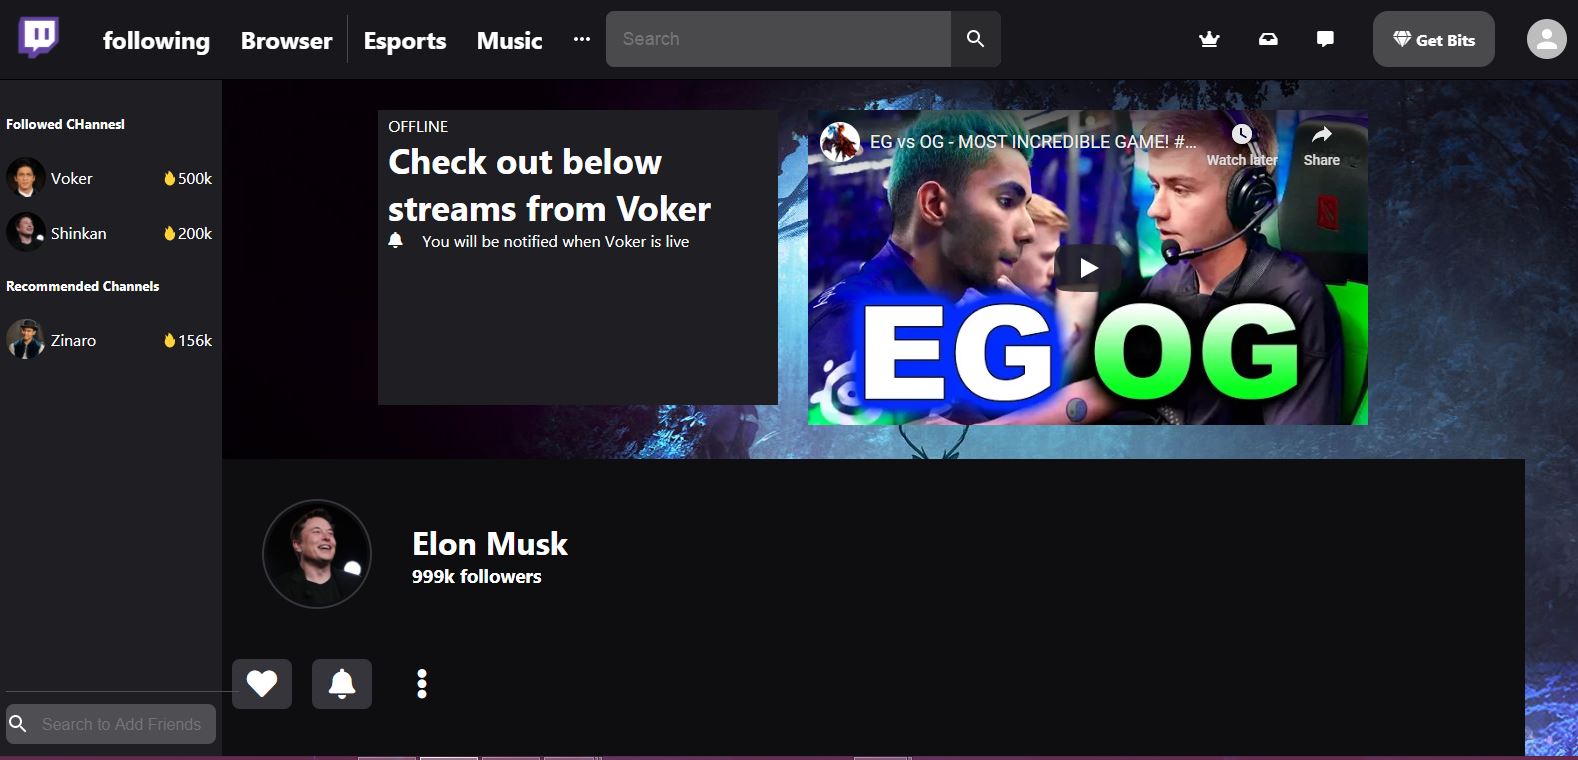 following
Browser
Esports
Music
Search
Get Bits
Followed CHannesl
Voker
500k
Shinkan
200k
Recommended Channels
Zinaro
156k
Search to Add Friends
OFFLINE
Check out below
streams from Voker
You will be notified when Voker is live
EG vs OG - MOST INCREDIBLE GAME! #...
Watch later
Share
EG OG
Elon Musk
999k followers